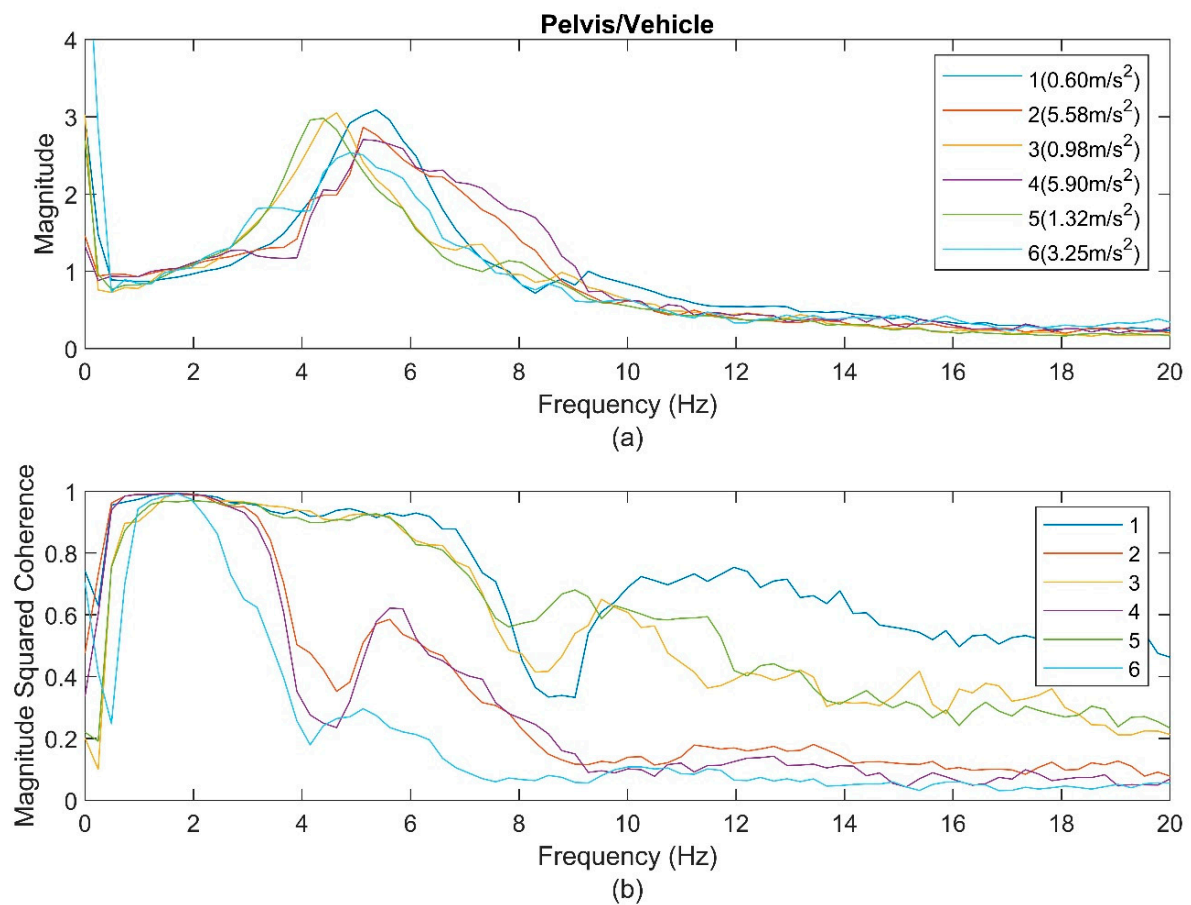 Pelvis/Vehicle
4
3
2
1
0
Magnitude
1(0.60m/s²)
2(5.58m/s²)
3(0.98m/s²)
4(5.90m/s²)
5(1.32m/s²)
6(3.25m/s²)
0 2 4 6 8 10 12 14 16 18 20
Frequency (Hz)
(a)
1
0.8
0.6
0.4
0.2
0
Magnitude Squared Coherence
1
2
3
4
5
6
0 2 4 6 8 10 12 14 16 18 20
Frequency (Hz)
(b)